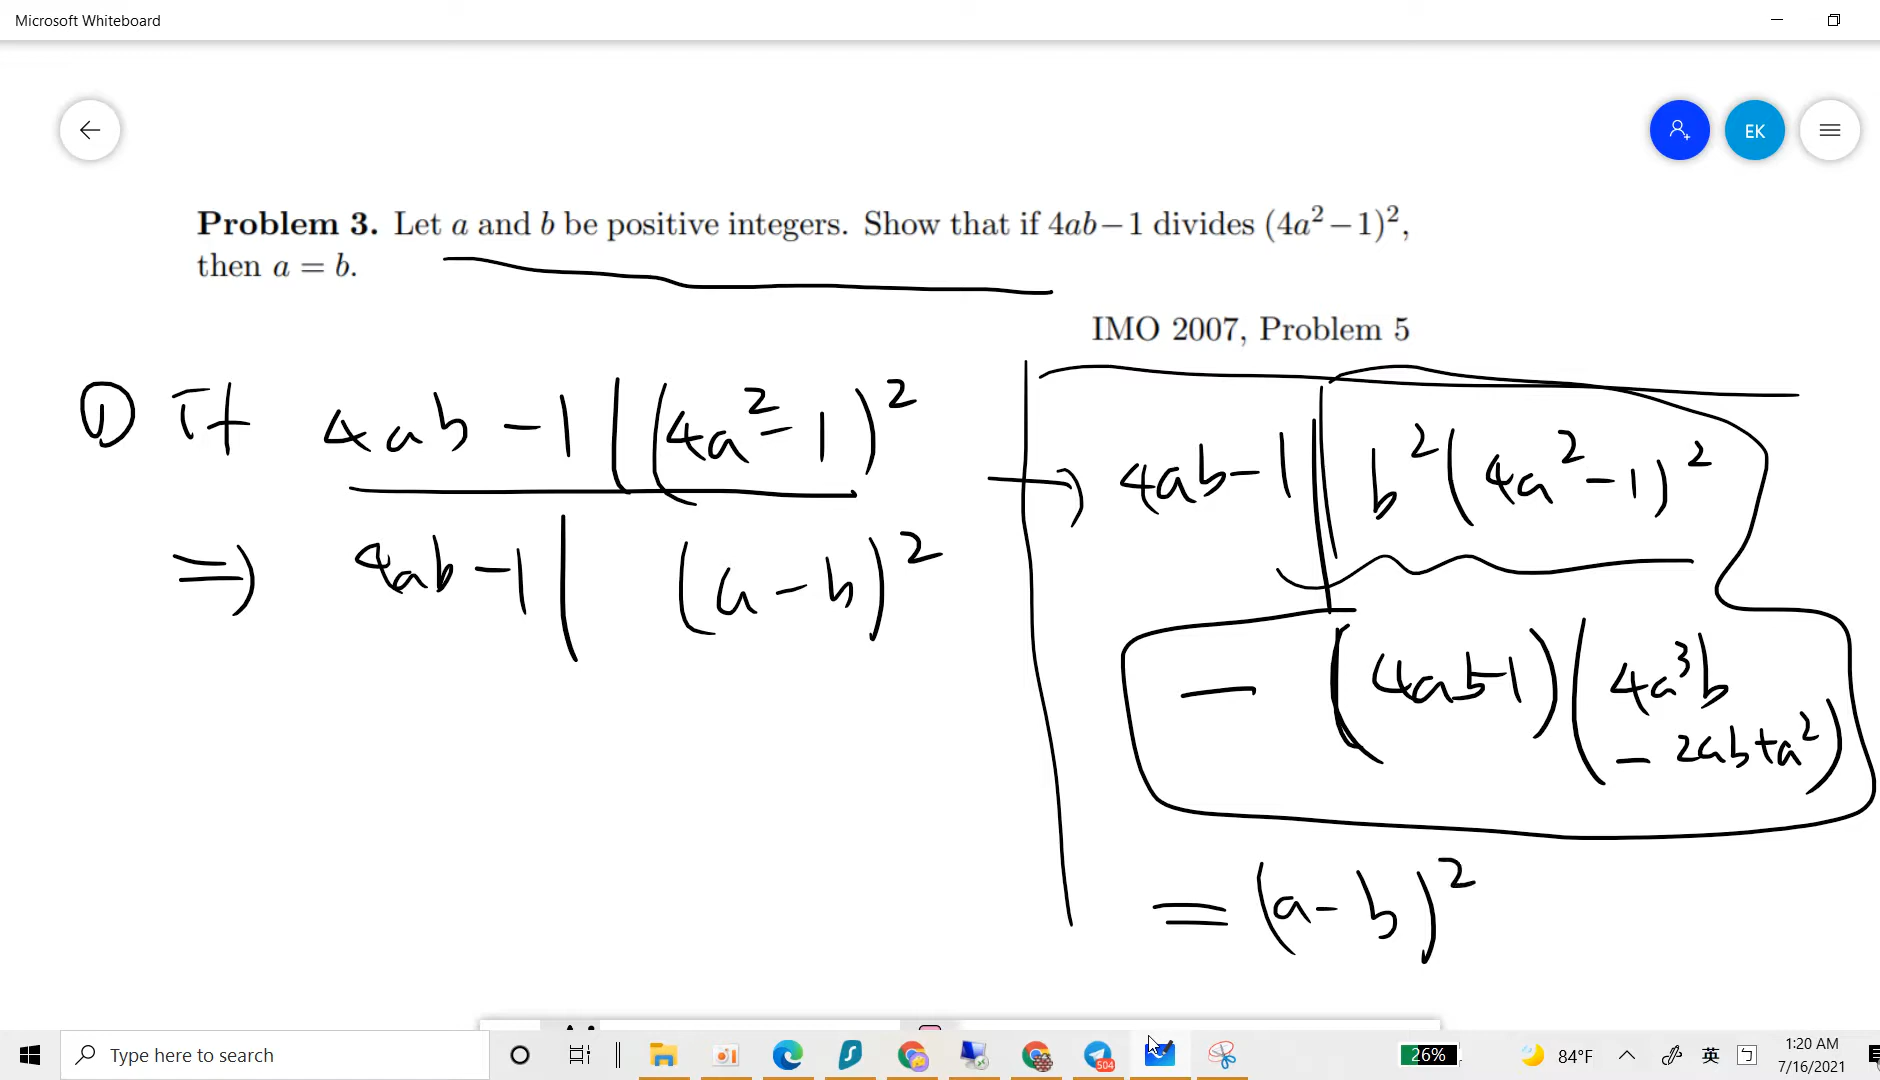 Microsoft Whiteboard
EK
Problem 3. Let a and b be positive integers. Show that if 4ab−1 divides (4a²−1)²,
then a = b.
IMO 2007, Problem 5
① If 4ab −1 | (4a²−1)²
⇒ 4ab −1 | (a−b)²
→ 4ab−1 | b²(4a²−1)²
− (4ab−1)(4a³b
− 2ab+a²)
= (a−b)²
Type here to search
504
26%
84°F
英
1:20 AM
7/16/2021